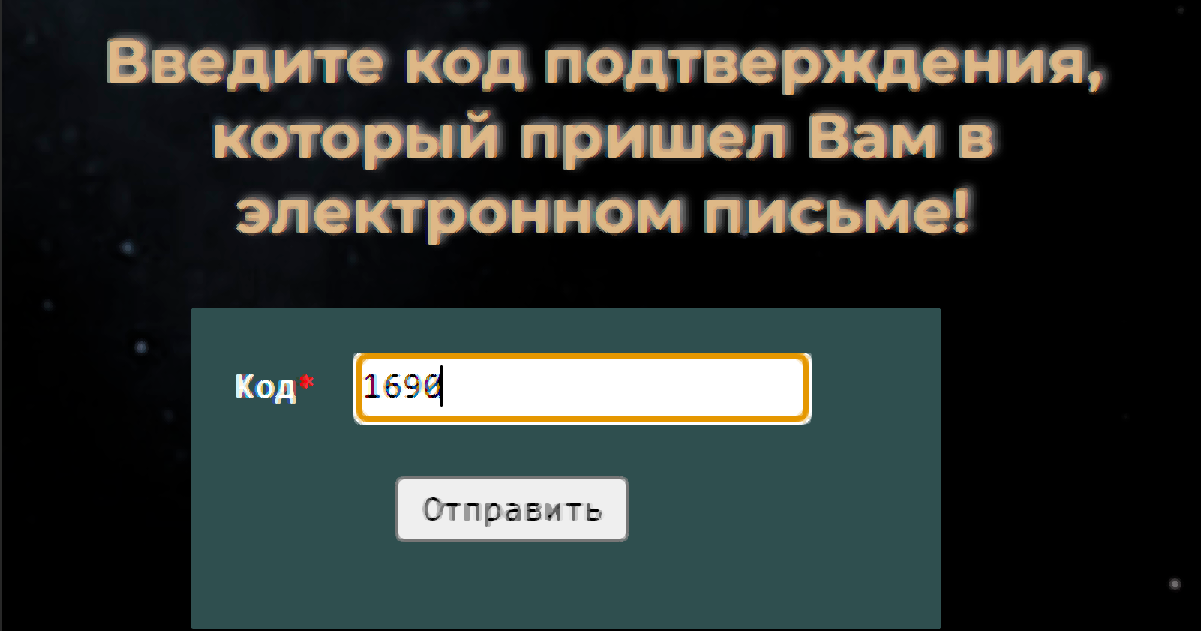 Введите код подтверждения,
который пришел Вам в
электронном письме!
Код* 1690
Отправить